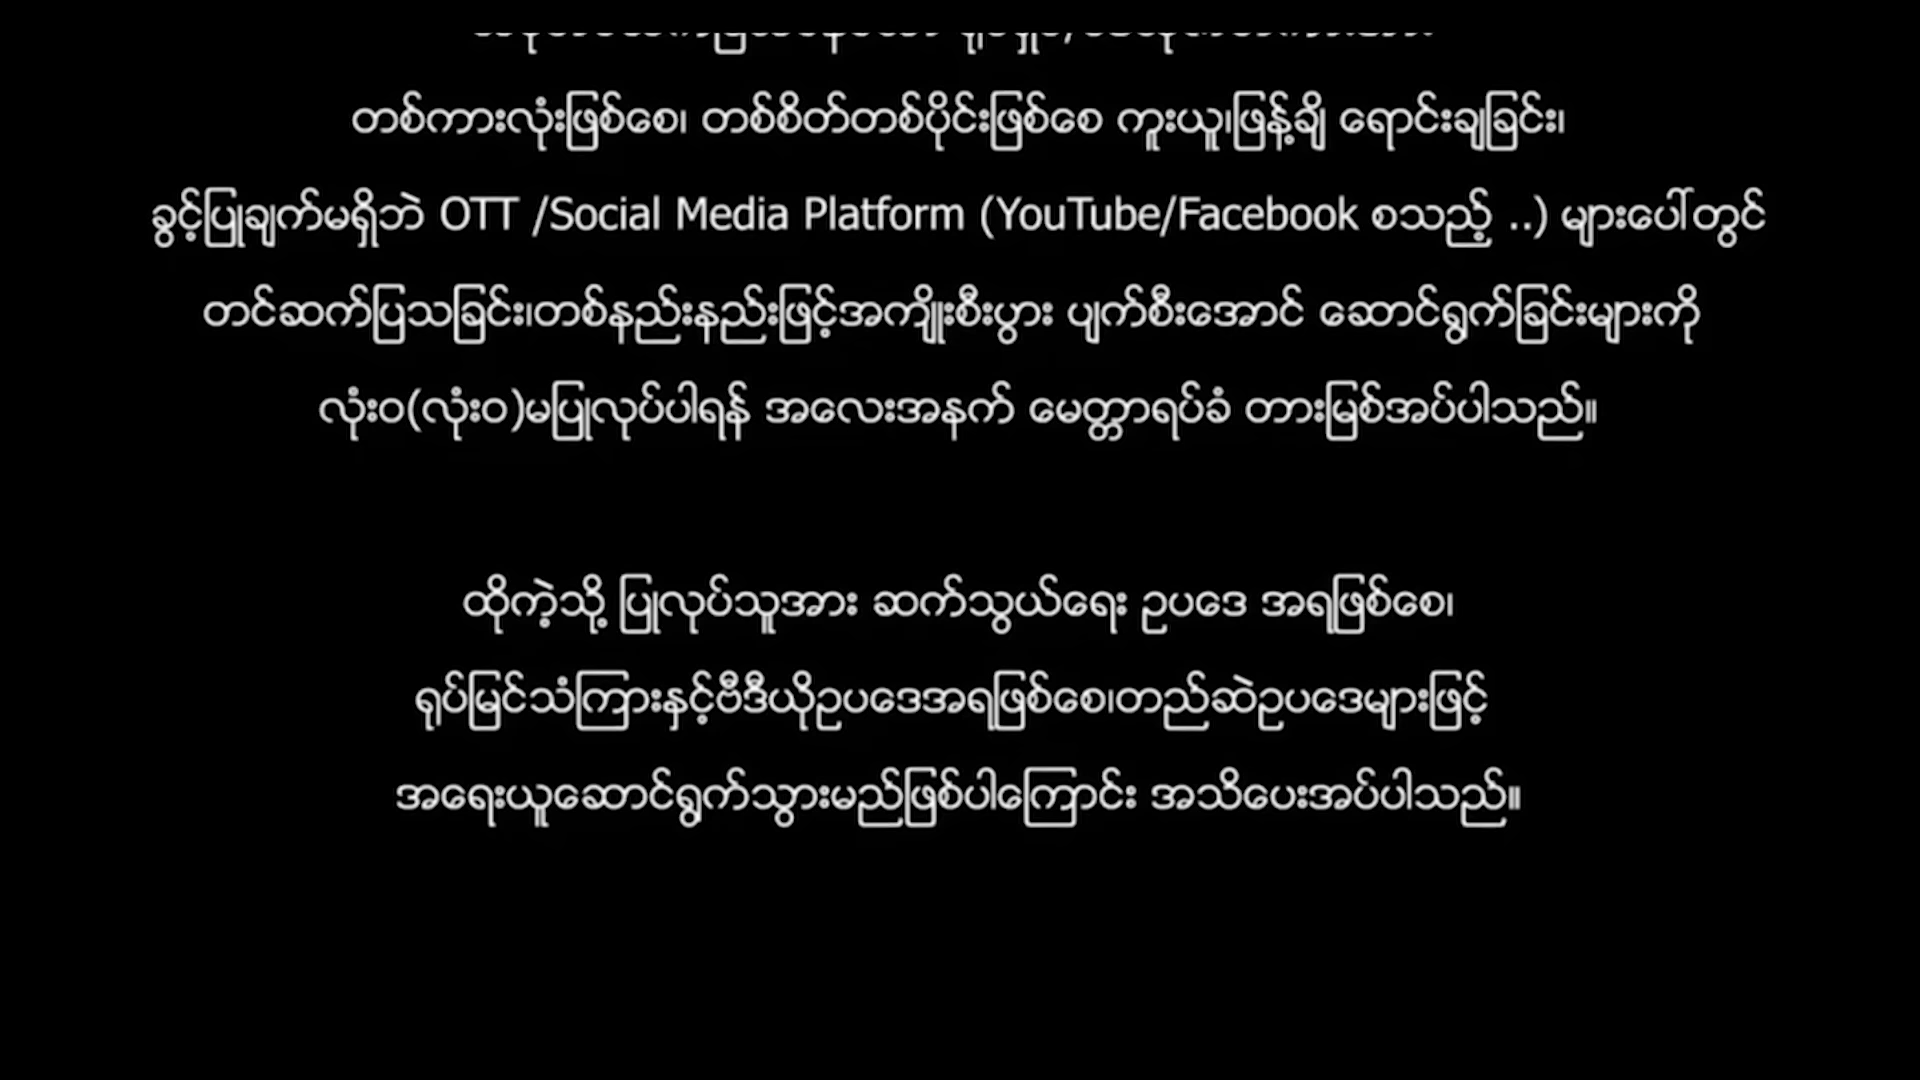 တစ်ကားလုံးဖြစ်စေ၊ တစ်စိတ်တစ်ပိုင်းဖြစ်စေ ကူးယူ၊ဖြန့်ချိ ရောင်းချခြင်း၊
ခွင့်ပြုချက်မရှိဘဲ OTT /Social Media Platform (YouTube/Facebook စသည့် ..) များပေါ်တွင်
တင်ဆက်ပြသခြင်း၊တစ်နည်းနည်းဖြင့်အကျိုးစီးပွား ပျက်စီးအောင် ဆောင်ရွက်ခြင်းများကို
လုံးဝ(လုံးဝ)မပြုလုပ်ပါရန် အလေးအနက် မေတ္တာရပ်ခံ တားမြစ်အပ်ပါသည်။
ထိုကဲ့သို့ ပြုလုပ်သူအား ဆက်သွယ်ရေး ဥပဒေ အရဖြစ်စေ၊
ရုပ်မြင်သံကြားနှင့်ဗီဒီယိုဥပဒေအရဖြစ်စေ၊တည်ဆဲဥပဒေများဖြင့်
အရေးယူဆောင်ရွက်သွားမည်ဖြစ်ပါကြောင်း အသိပေးအပ်ပါသည်။